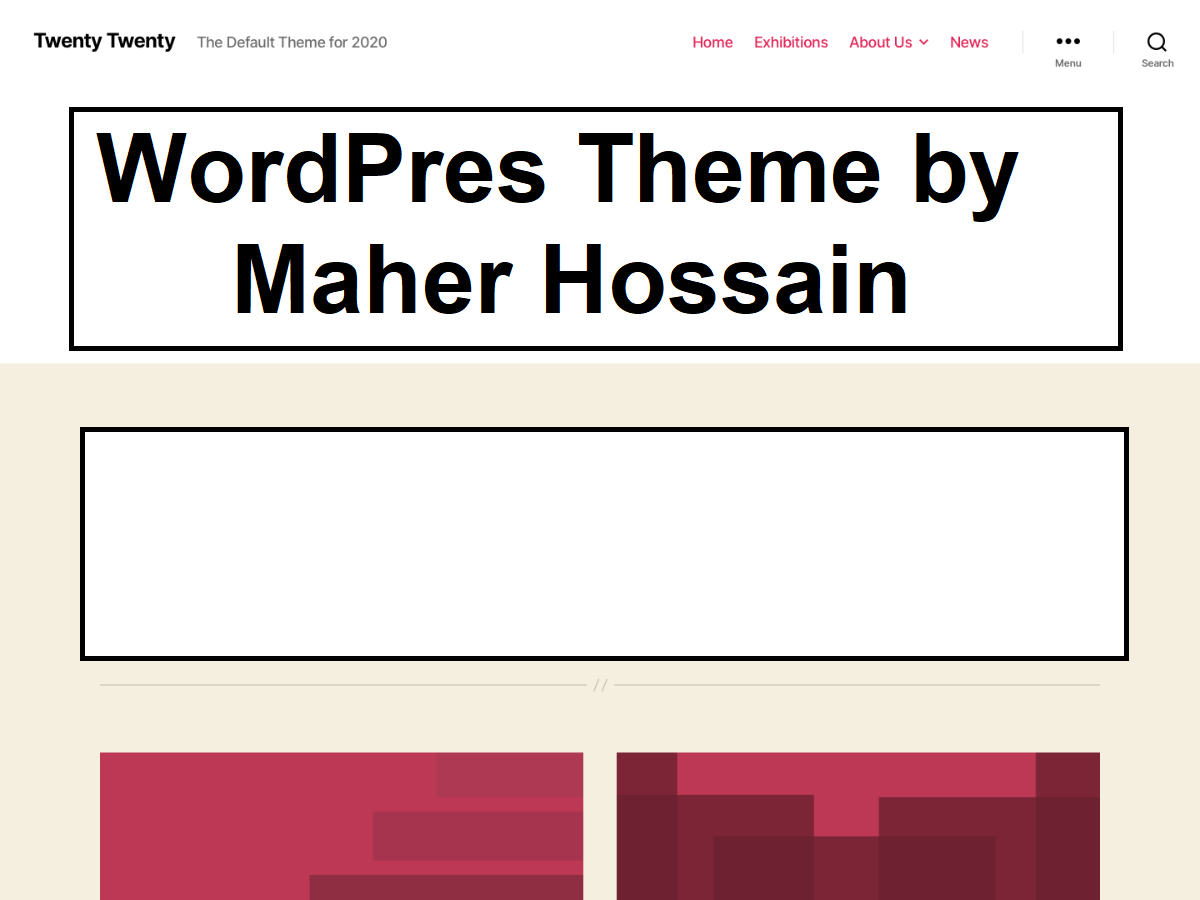 Twenty Twenty The Default Theme for 2020 Home Exhibitions About Us News
Menu Search
WordPres Theme by
Maher Hossain
//